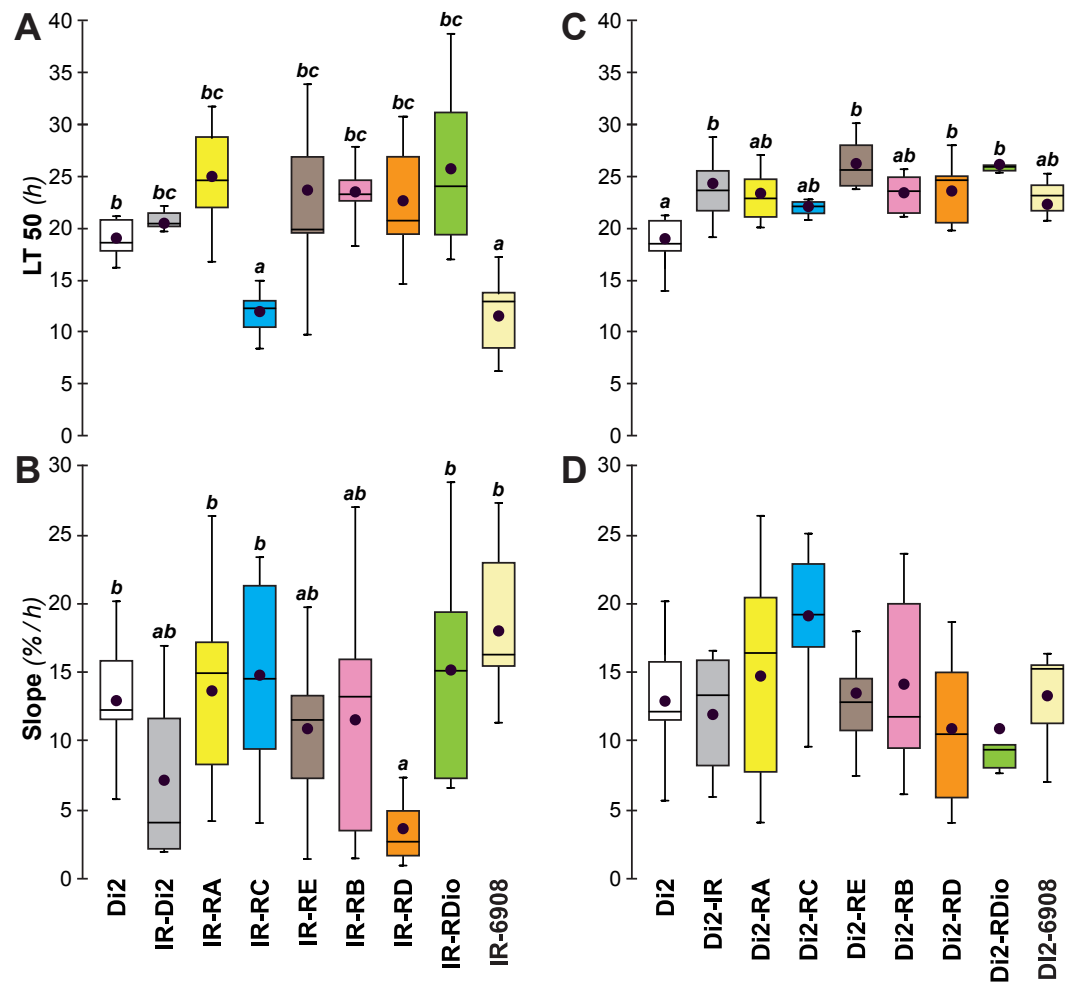 A
LT 50 (h)
40
35
30
25
20
15
10
5
0
b
bc
bc
a
bc
bc
bc
bc
a
C
40
35
30
25
20
15
10
5
0
a
b
ab
ab
b
ab
b
b
ab
B
Slope (% / h)
30
25
20
15
10
5
0
b
ab
b
b
ab
ab
a
b
b
Di2
IR-Di2
IR-RA
IR-RC
IR-RE
IR-RB
IR-RD
IR-RDio
IR-6908
D
30
25
20
15
10
5
0
Di2
Di2-IR
Di2-RA
Di2-RC
Di2-RE
Di2-RB
Di2-RD
Di2-RDio
DI2-6908